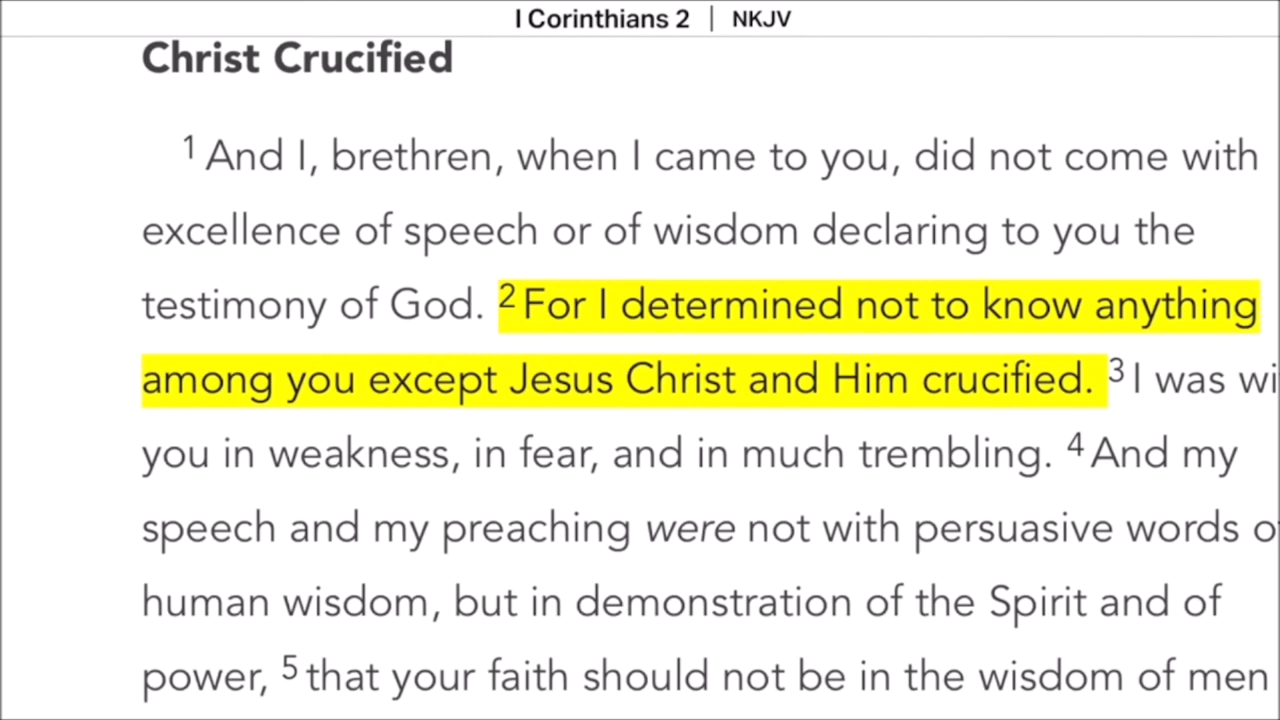 I Corinthians 2 | NKJV
Christ Crucified
1 And I, brethren, when I came to you, did not come with
excellence of speech or of wisdom declaring to you the
testimony of God. 2 For I determined not to know anything
among you except Jesus Christ and Him crucified. 3 I was wi
you in weakness, in fear, and in much trembling. 4 And my
speech and my preaching were not with persuasive words o
human wisdom, but in demonstration of the Spirit and of
power, 5 that your faith should not be in the wisdom of men